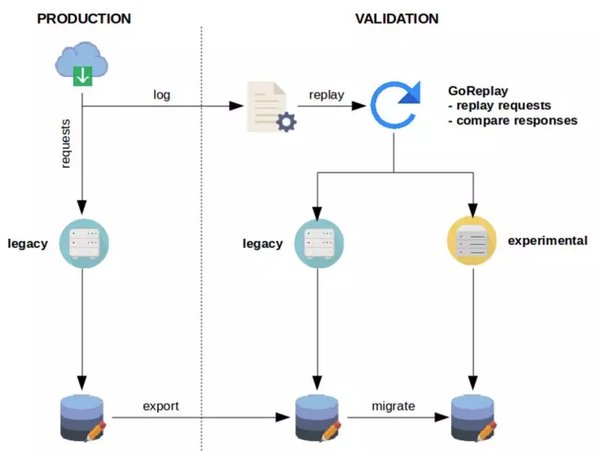 PRODUCTION
VALIDATION
log
replay
GoReplay
- replay requests
- compare responses
requests
legacy
legacy
experimental
export
migrate